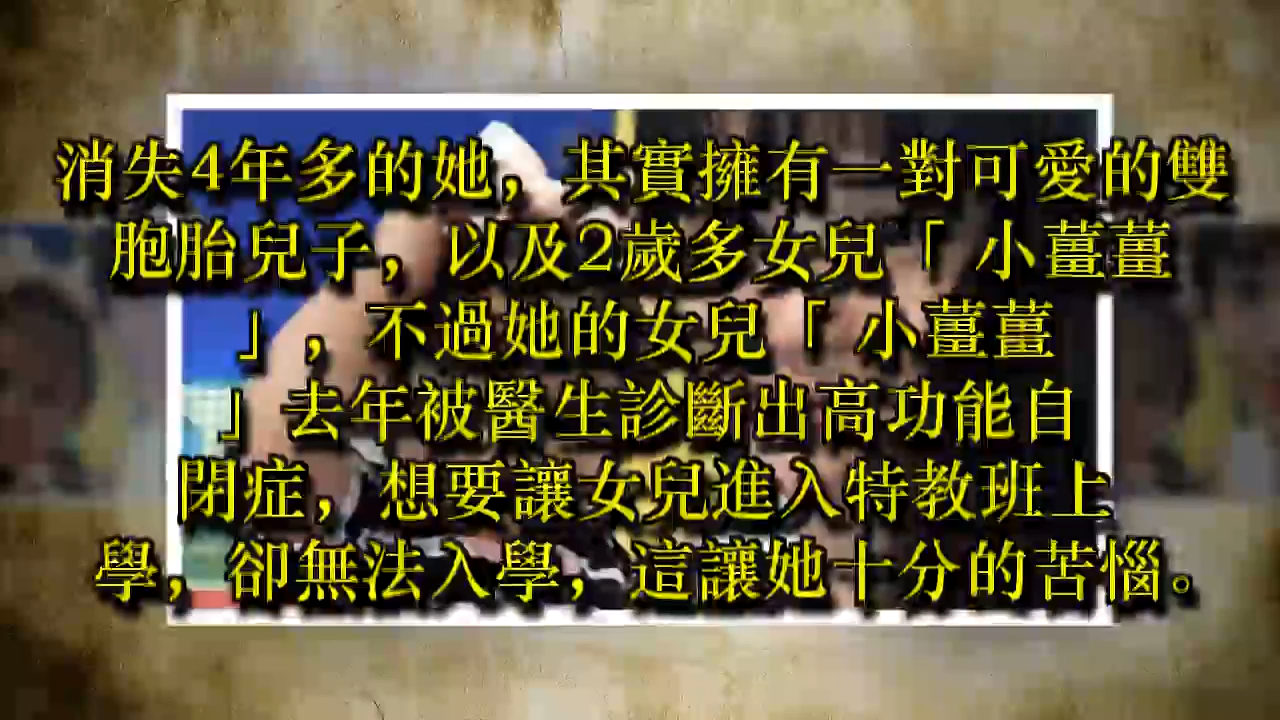 消失4年多的她，其實擁有一對可愛的雙
胞胎兒子，以及2歲多女兒「 小薑薑
」，不過她的女兒「 小薑薑
」去年被醫生診斷出高功能自
閉症，想要讓女兒進入特教班上
學，卻無法入學，這讓她十分的苦惱。